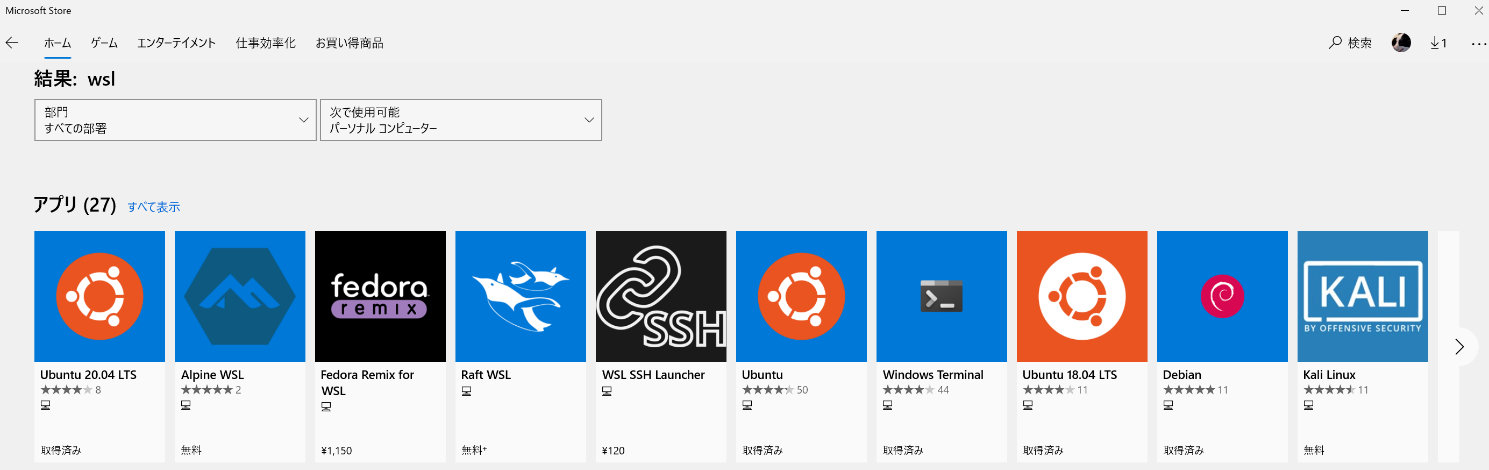 Microsoft Store
ホーム ゲーム エンターテイメント 仕事効率化 お買い得商品 検索 1
結果: wsl
部門
すべての部署
次で使用可能
パーソナル コンピューター
アプリ (27) すべて表示
fedora
remix
SSH
KALI
BY OFFENSIVE SECURITY
Ubuntu 20.04 LTS
8
取得済み
Alpine WSL
2
無料
Fedora Remix for
WSL
¥1,150
Raft WSL
無料+
WSL SSH Launcher
¥120
Ubuntu
50
取得済み
Windows Terminal
44
取得済み
Ubuntu 18.04 LTS
11
取得済み
Debian
11
取得済み
Kali Linux
11
無料